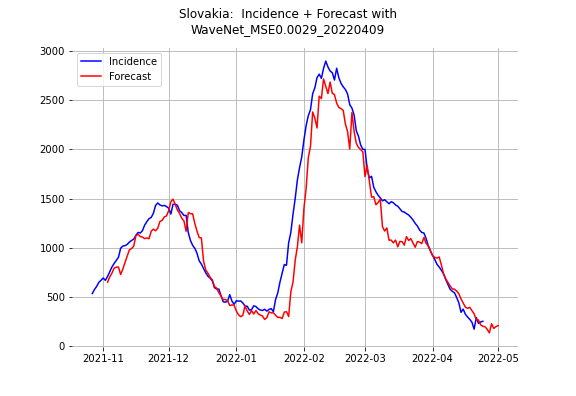 Slovakia:  Incidence + Forecast with
WaveNet_MSE0.0029_20220409
Incidence
Forecast
3000
2500
2000
1500
1000
500
0
2021-11 2021-12 2022-01 2022-02 2022-03 2022-04 2022-05